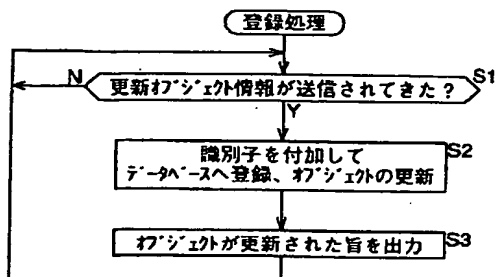 登録処理
N
更新ｵﾌﾞｼﾞｪｸﾄ情報が送信されてきた?
S1
Y
識別子を付加して
ﾃﾞｰﾀﾍﾞｰｽへ登録、ｵﾌﾞｼﾞｪｸﾄの更新
S2
ｵﾌﾞｼﾞｪｸﾄが更新された旨を出力
S3